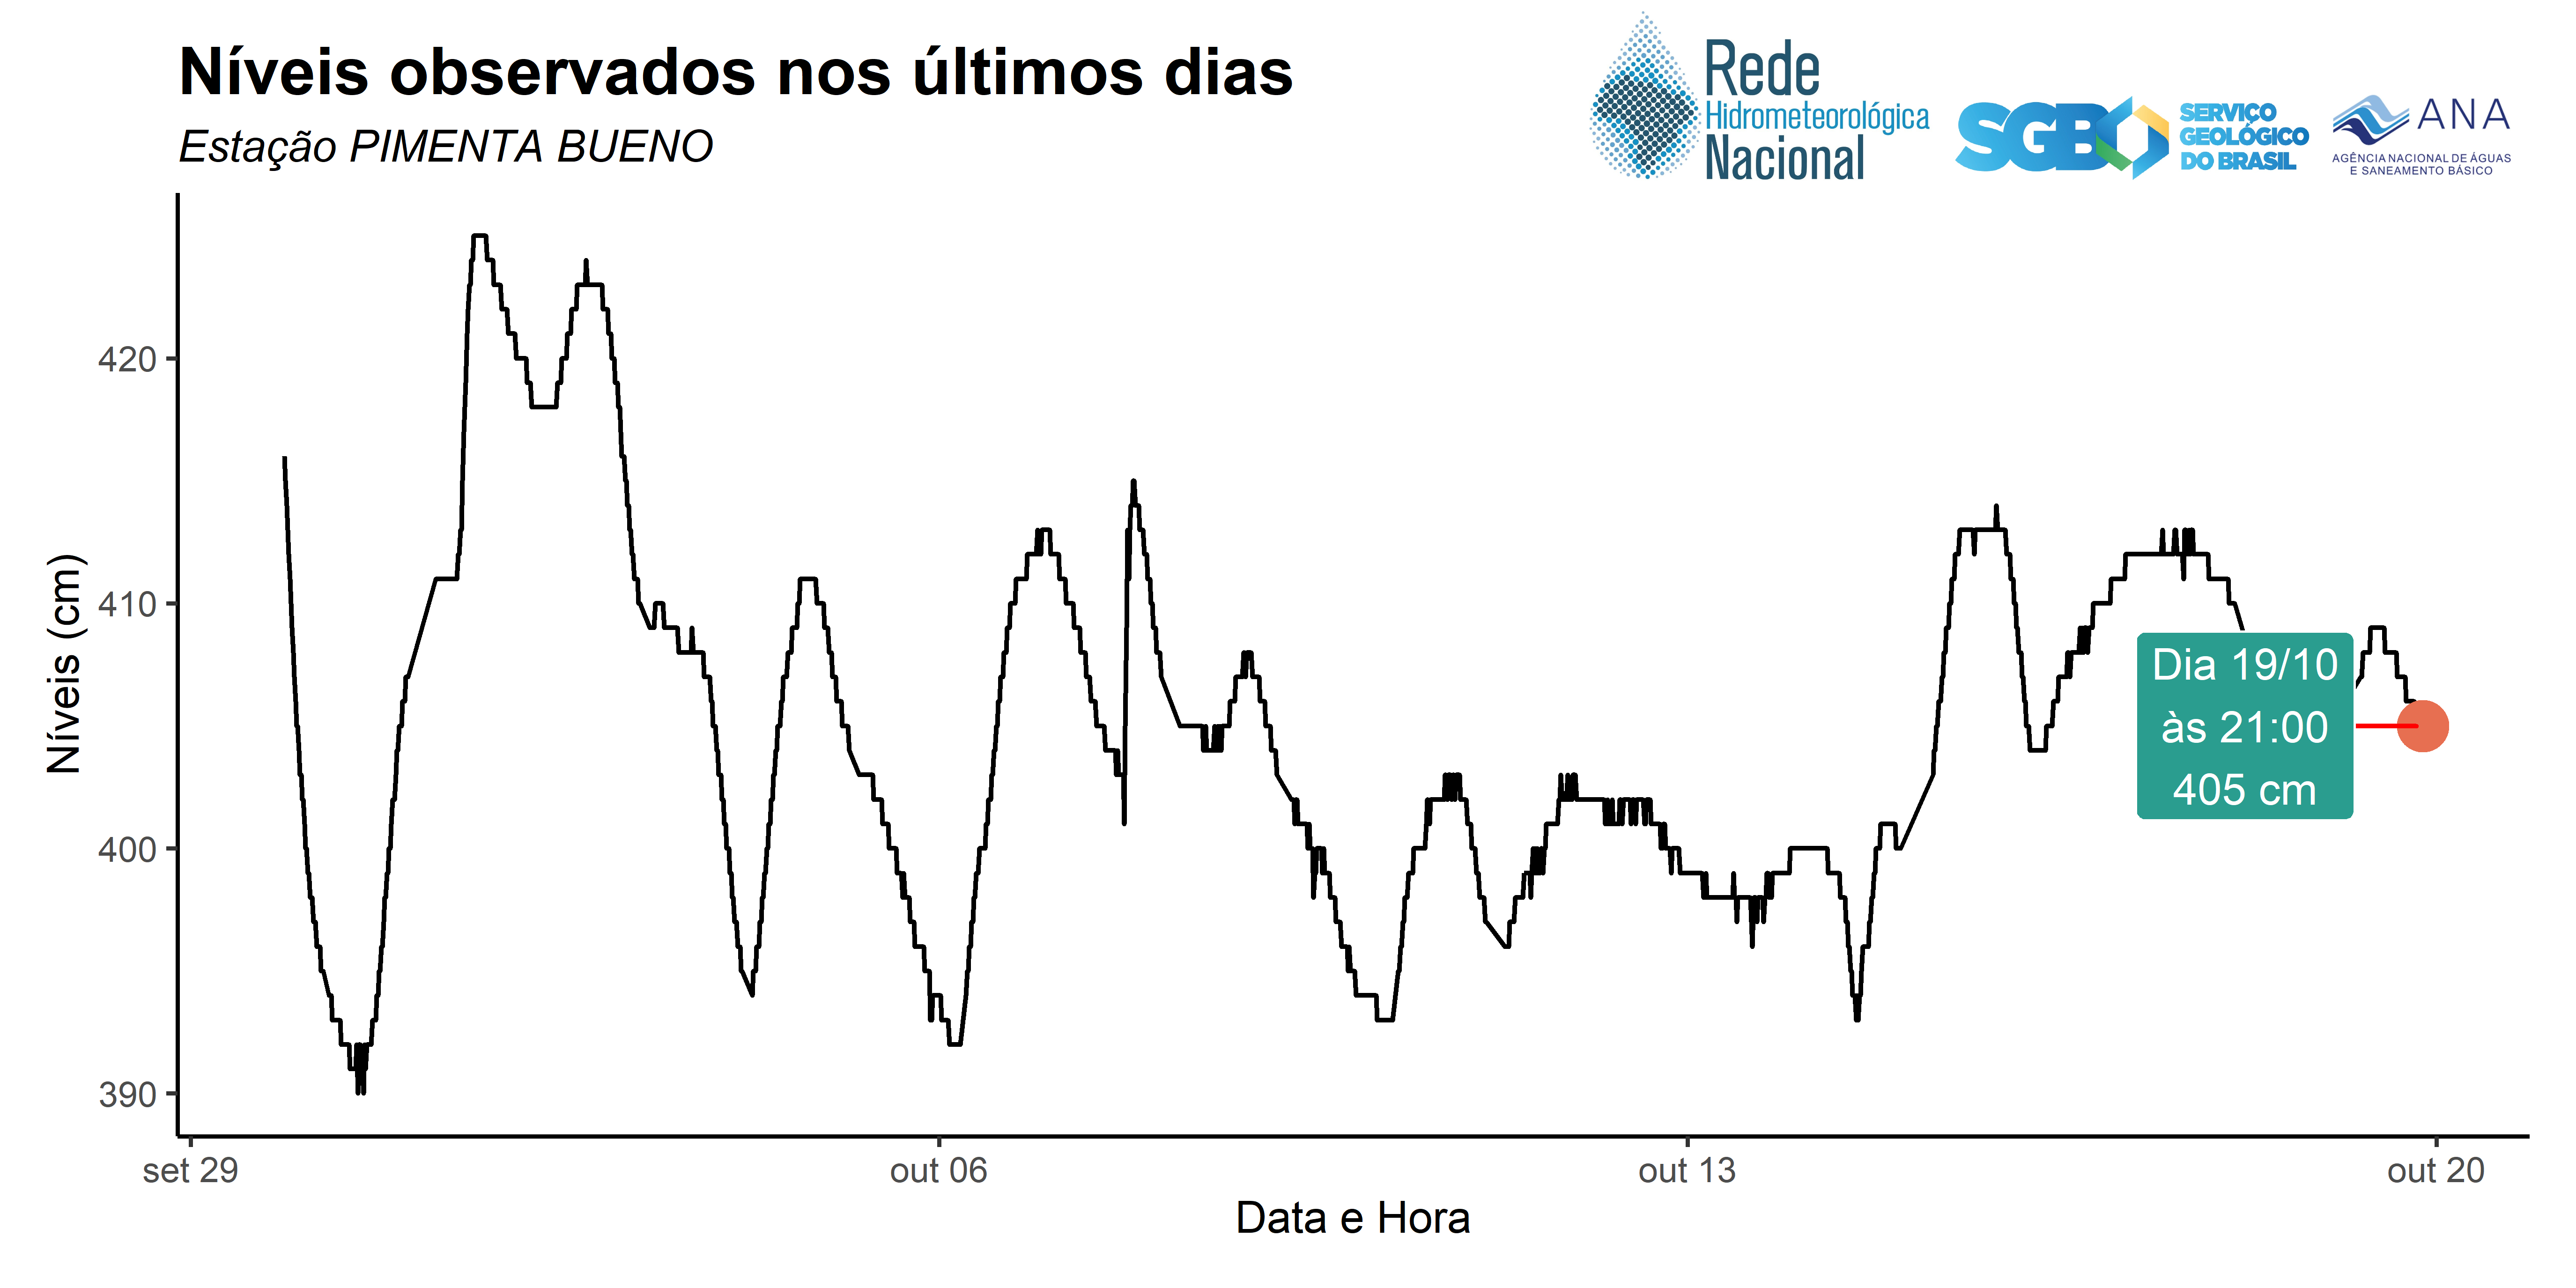 Níveis observados nos últimos dias
Estação PIMENTA BUENO
Rede
Hidrometeorológica
Nacional
SGB
SERVIÇO
GEOLÓGICO
DO BRASIL
ANA
AGÊNCIA NACIONAL DE ÁGUAS
E SANEAMENTO BÁSICO
Níveis (cm)
420
410
400
390
Dia 19/10
às 21:00
405 cm
set 29
out 06
out 13
out 20
Data e Hora